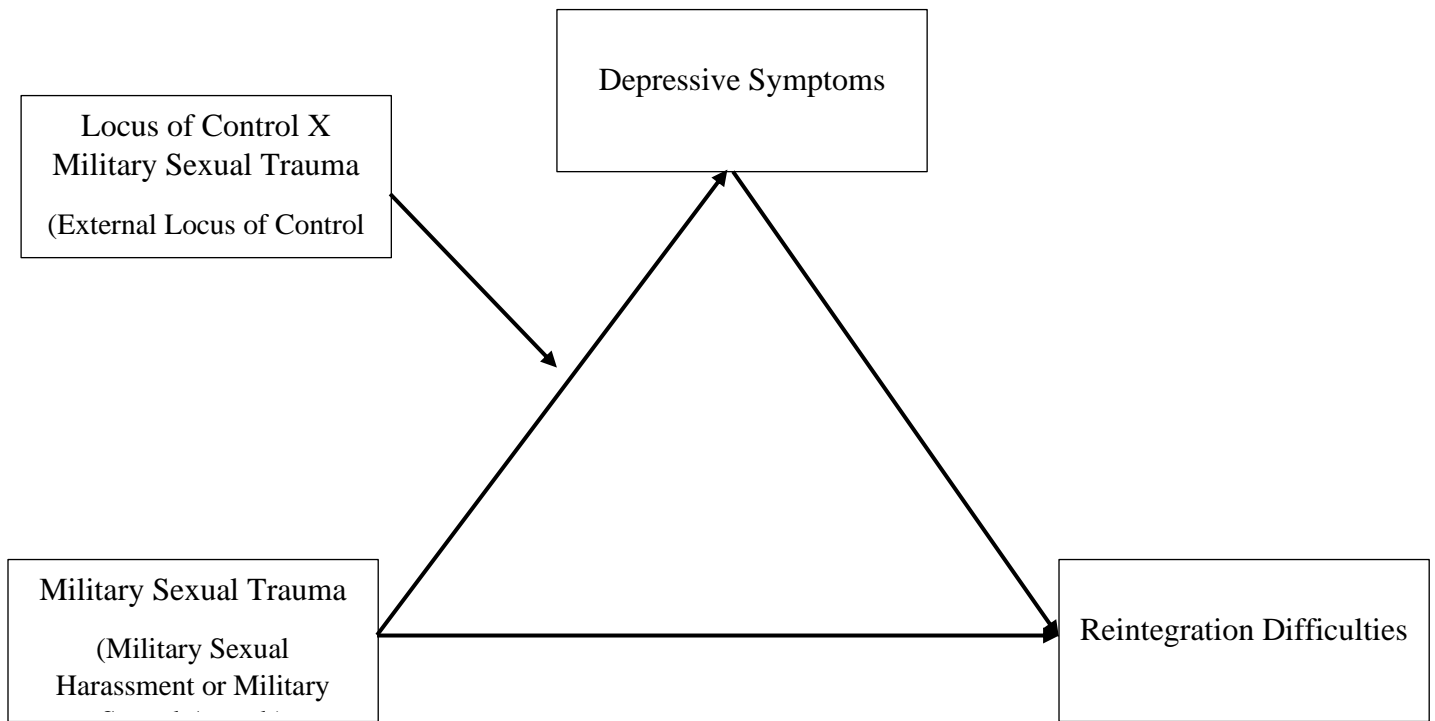 Depressive Symptoms
Locus of Control X
Military Sexual Trauma
(External Locus of Control
Military Sexual Trauma
(Military Sexual
Harassment or Military
Reintegration Difficulties